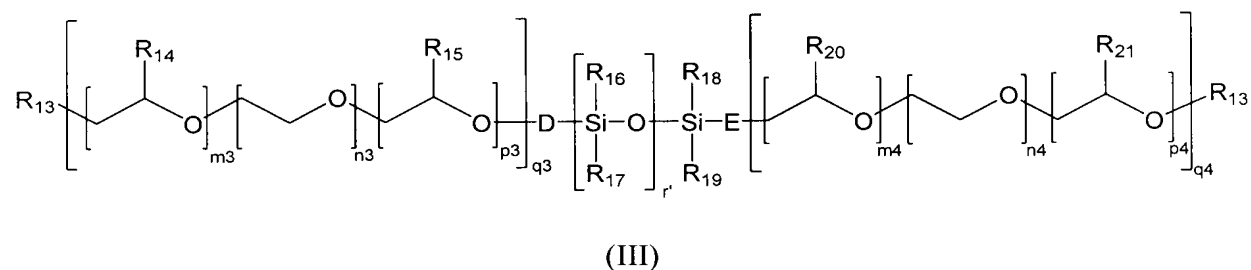 R14 R15 R16 R18 R20 R21
R13 O m3 O n3 O p3 q3 D Si O r' Si E O m4 O n4 O p4 q4 R13
R17 R19
(III)